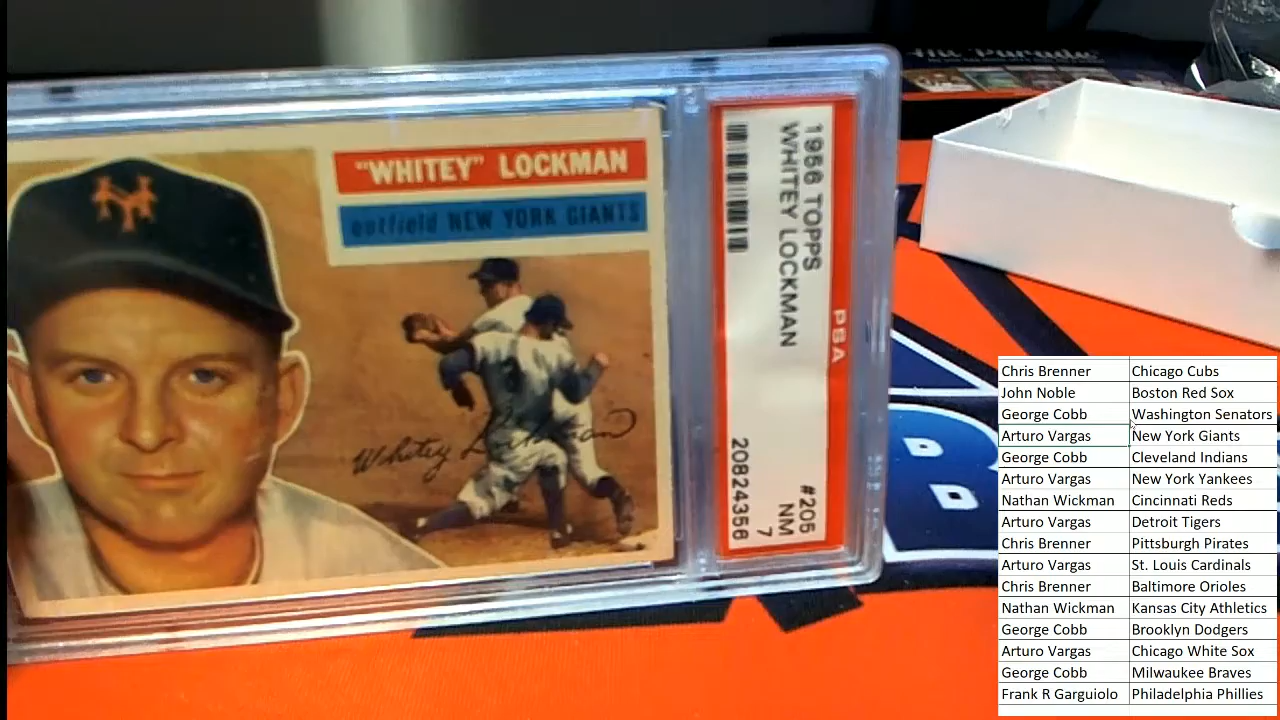 "WHITEY" LOCKMAN
outfield NEW YORK GIANTS
NY
Whitey Lockman
1956 TOPPS
WHITEY LOCKMAN
PSA
#205
NM
7
20824356
Chris Brenner Chicago Cubs
John Noble Boston Red Sox
George Cobb Washington Senators
Arturo Vargas New York Giants
George Cobb Cleveland Indians
Arturo Vargas New York Yankees
Nathan Wickman Cincinnati Reds
Arturo Vargas Detroit Tigers
Chris Brenner Pittsburgh Pirates
Arturo Vargas St. Louis Cardinals
Chris Brenner Baltimore Orioles
Nathan Wickman Kansas City Athletics
George Cobb Brooklyn Dodgers
Arturo Vargas Chicago White Sox
George Cobb Milwaukee Braves
Frank R Garguiolo Philadelphia Phillies